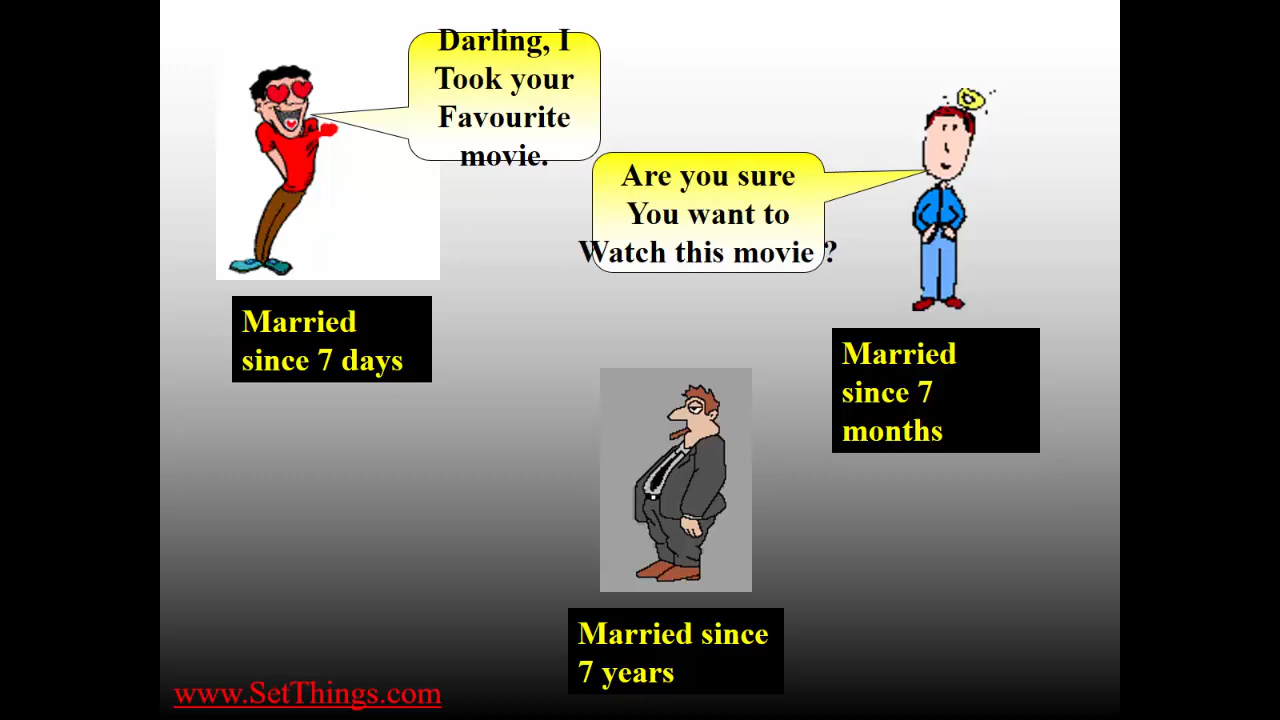 Darling, I
Took your
Favourite
movie.
Are you sure
You want to
Watch this movie ?
Married
since 7 days
Married
since 7
months
Married since
7 years
www.SetThings.com